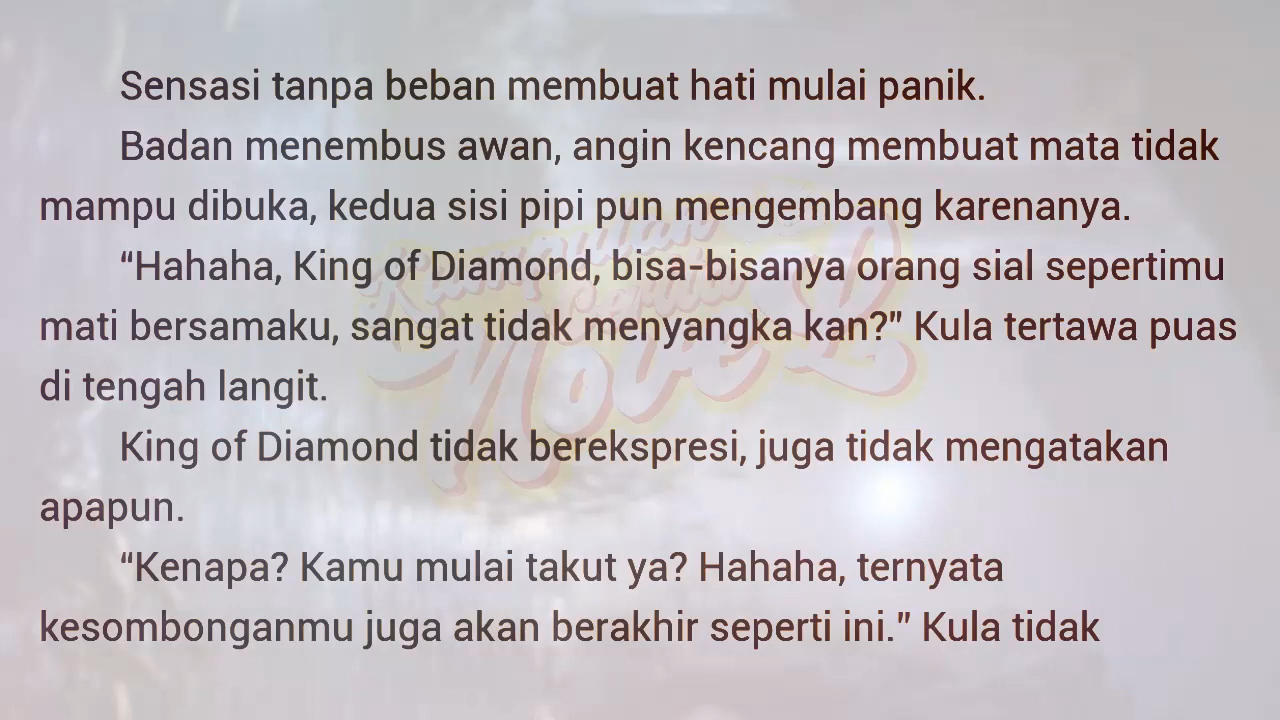 Sensasi tanpa beban membuat hati mulai panik.
Badan menembus awan, angin kencang membuat mata tidak
mampu dibuka, kedua sisi pipi pun mengembang karenanya.
“Hahaha, King of Diamond, bisa-bisanya orang sial sepertimu
mati bersamaku, sangat tidak menyangka kan?” Kula tertawa puas
di tengah langit.
King of Diamond tidak berekspresi, juga tidak mengatakan
apapun.
“Kenapa? Kamu mulai takut ya? Hahaha, ternyata
kesombonganmu juga akan berakhir seperti ini.” Kula tidak
Kumpulan
Cerita
Novel